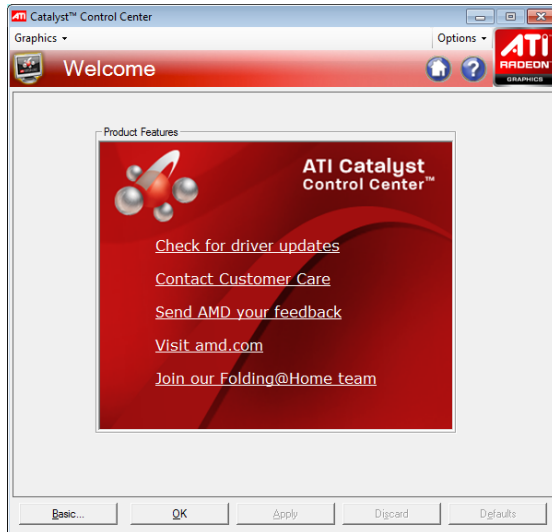 ATI Catalyst™ Control Center
Graphics
Options
ATI
RADEON
GRAPHICS
Welcome
Product Features
ATI Catalyst
Control Center™
Check for driver updates
Contact Customer Care
Send AMD your feedback
Visit amd.com
Join our Folding@Home team
Basic...
OK
Apply
Discard
Defaults